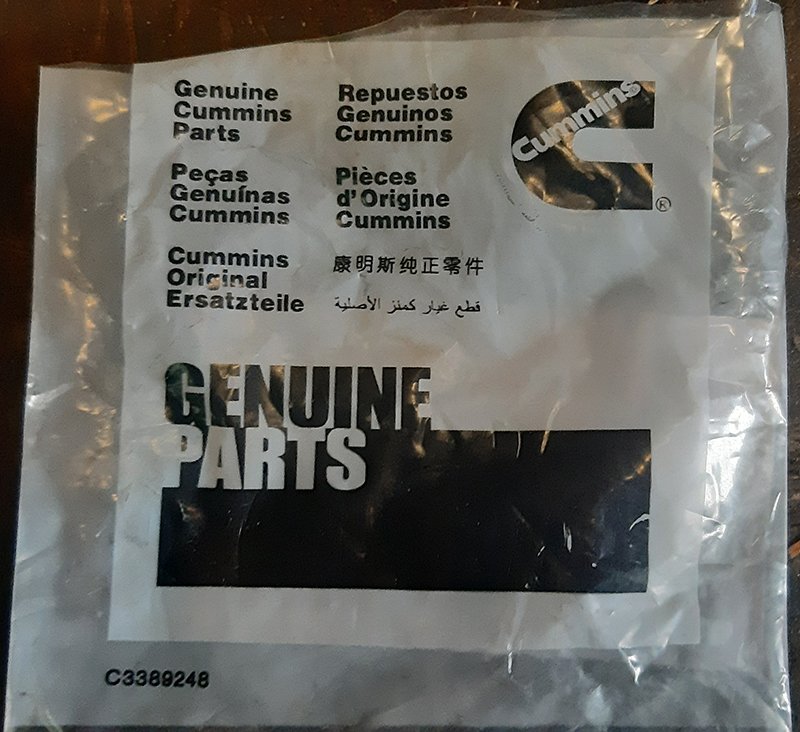 Genuine
Cummins
Parts
Repuestos
Genuinos
Cummins
Cummins
®
Peças
Genuínas
Cummins
Pièces
d'Origine
Cummins
Cummins
Original
Ersatzteile
康明斯纯正零件
قطع غيار كمنز الأصلية
GENUINE
PARTS
C3389248